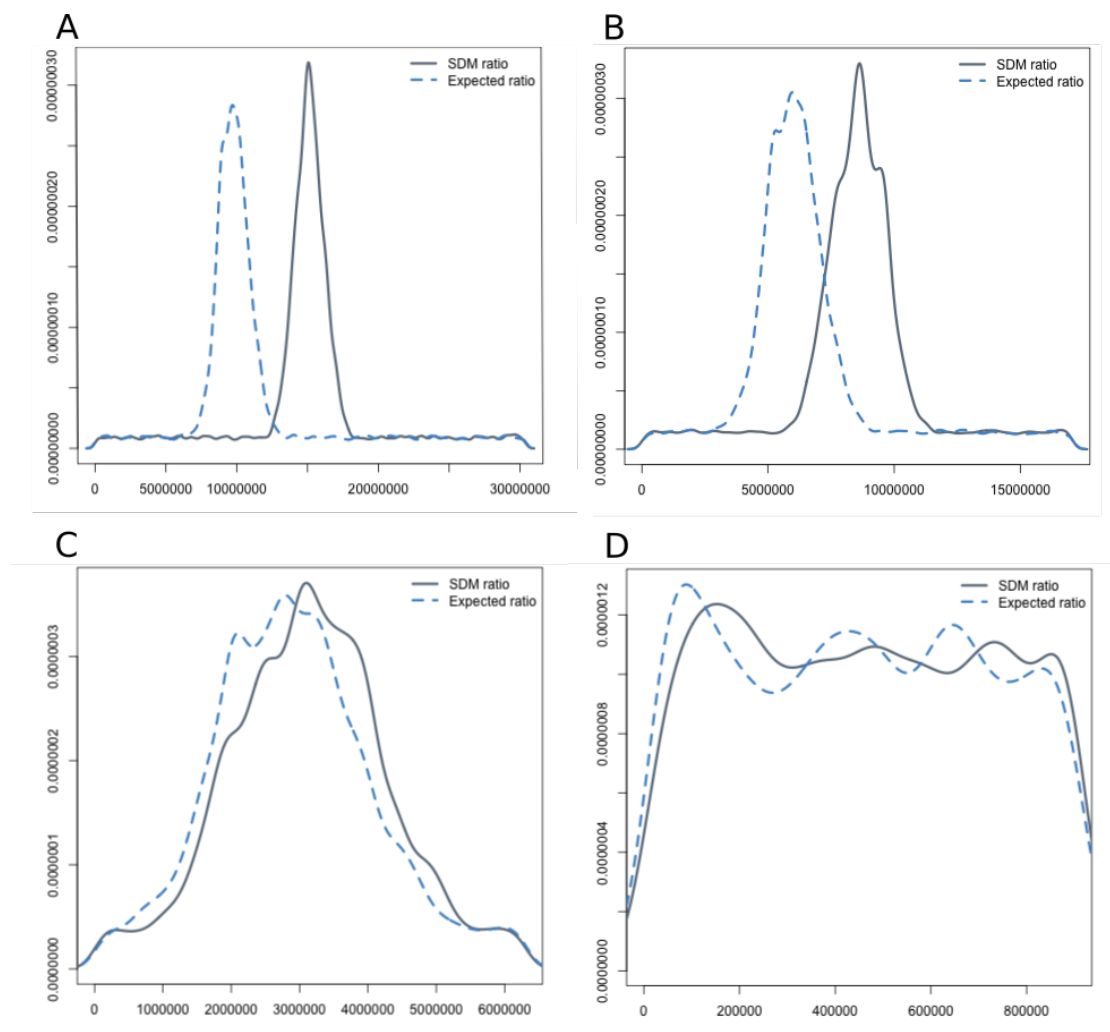 A
SDM ratio
Expected ratio
0.00000030
0.00000020
0.00000010
0.00000000
0 5000000 10000000 20000000 30000000
B
SDM ratio
Expected ratio
0.00000030
0.00000020
0.00000010
0.00000000
0 5000000 10000000 15000000
C
SDM ratio
Expected ratio
0.0000003
0.0000002
0.0000001
0.0000000
0 1000000 2000000 3000000 4000000 5000000 6000000
D
SDM ratio
Expected ratio
0.0000012
0.0000008
0.0000004
0.0000000
0 200000 400000 600000 800000